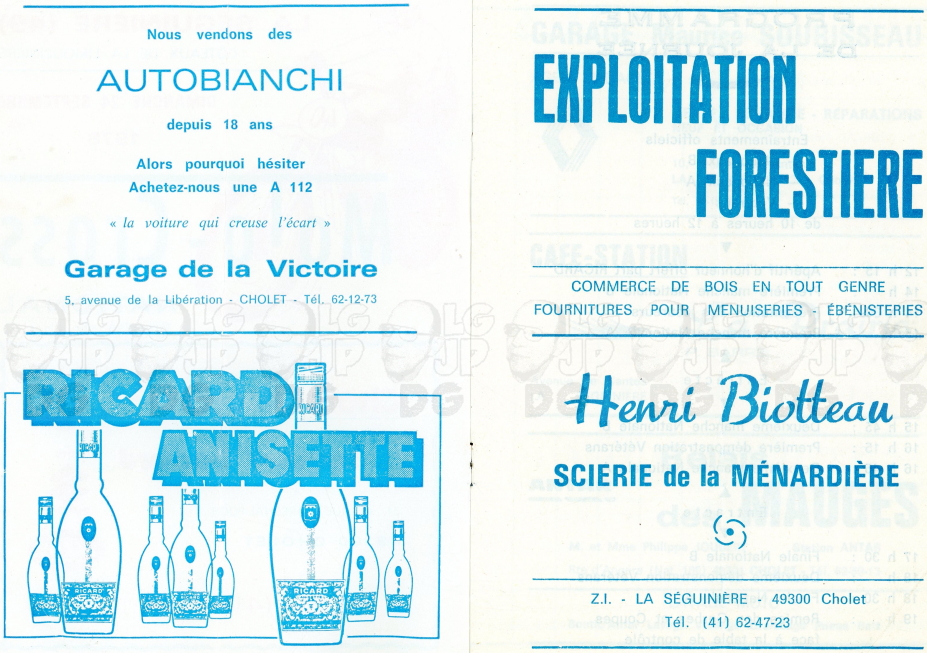 Nous vendons des
AUTOBIANCHI
depuis 18 ans
Alors pourquoi hésiter
Achetez-nous une A 112
« la voiture qui creuse l'écart »
Garage de la Victoire
5, avenue de la Libération - CHOLET - Tél. 62-12-73
RICARD
ANISETTE
RICARD
RICARD
EXPLOITATION
FORESTIERE
COMMERCE DE BOIS EN TOUT GENRE
FOURNITURES POUR MENUISERIES - ÉBÉNISTERIES
Henri Biotteau
SCIERIE de la MÉNARDIÈRE
Z.I. - LA SÉGUINIÈRE - 49300 Cholet
Tél. (41) 62-47-23